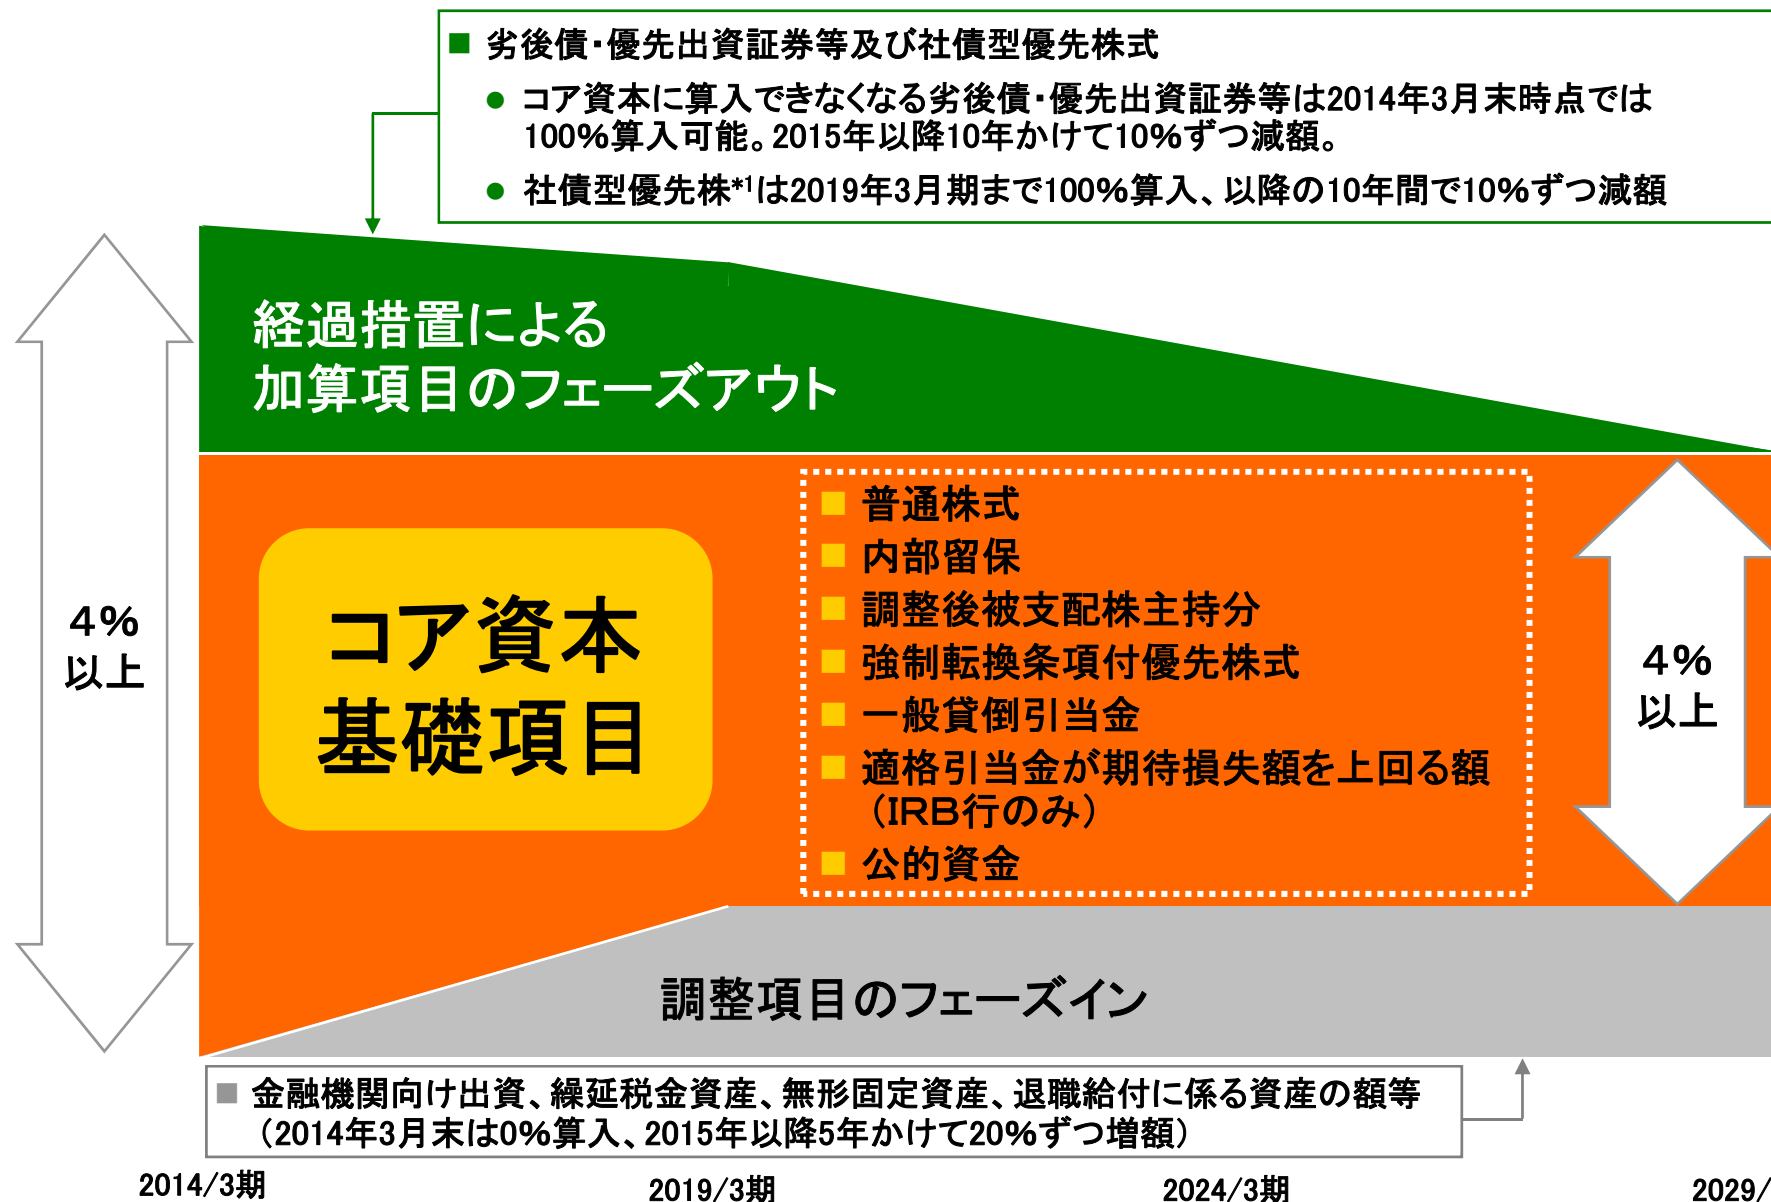 劣後債・優先出資証券等及び社債型優先株式
コア資本に算入できなくなる劣後債・優先出資証券等は2014年3月末時点では
100%算入可能。2015年以降10年かけて10%ずつ減額。
社債型優先株*1は2019年3月期まで100%算入、以降の10年間で10%ずつ減額
経過措置による
加算項目のフェーズアウト
4%
以上
コア資本
基礎項目
普通株式
内部留保
調整後被支配株主持分
強制転換条項付優先株式
一般貸倒引当金
適格引当金が期待損失額を上回る額
（IRB行のみ）
公的資金
4%
以上
調整項目のフェーズイン
金融機関向け出資、繰延税金資産、無形固定資産、退職給付に係る資産の額等
（2014年3月末は0%算入、2015年以降5年かけて20%ずつ増額）
2014/3期
2019/3期
2024/3期
2029/